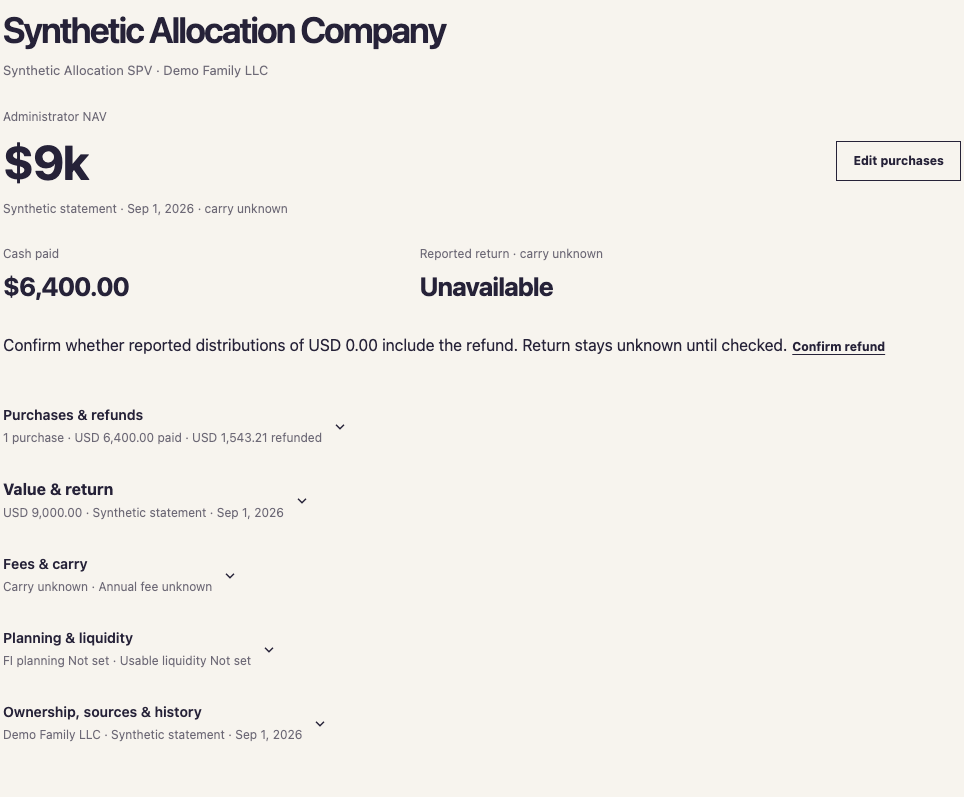 Synthetic Allocation Company
Synthetic Allocation SPV · Demo Family LLC
Administrator NAV
$9k
Edit purchases
Synthetic statement · Sep 1, 2026 · carry unknown
Cash paid
Reported return · carry unknown
$6,400.00
Unavailable
Confirm whether reported distributions of USD 0.00 include the refund. Return stays unknown until checked. Confirm refund
Purchases & refunds
1 purchase · USD 6,400.00 paid · USD 1,543.21 refunded
Value & return
USD 9,000.00 · Synthetic statement · Sep 1, 2026
Fees & carry
Carry unknown · Annual fee unknown
Planning & liquidity
FI planning Not set · Usable liquidity Not set
Ownership, sources & history
Demo Family LLC · Synthetic statement · Sep 1, 2026